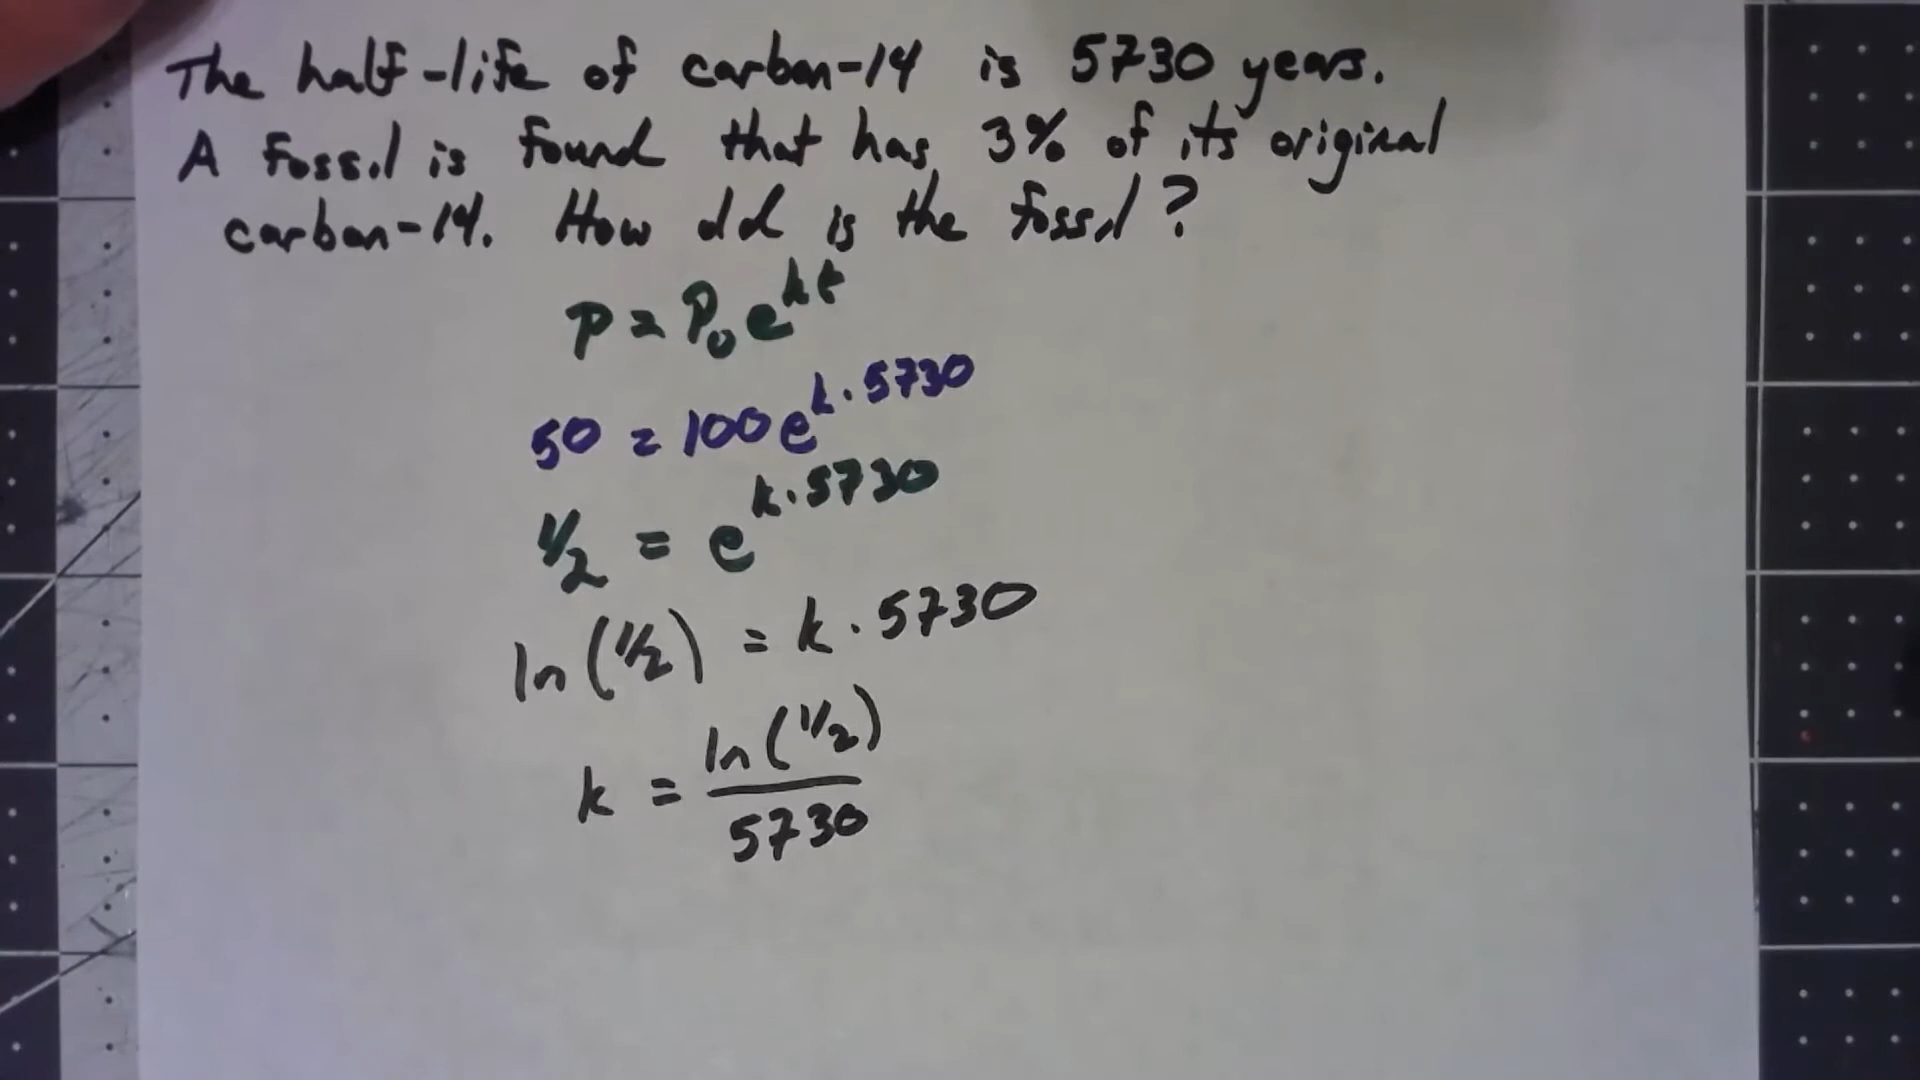 The half-life of carbon-14 is 5730 years.
A fossil is found that has 3% of its original
carbon-14. How old is the fossil?
P = P₀e^{kt}
50 = 100e^{k·5730}
1/2 = e^{k·5730}
ln(1/2) = k·5730
k = ln(1/2)/5730